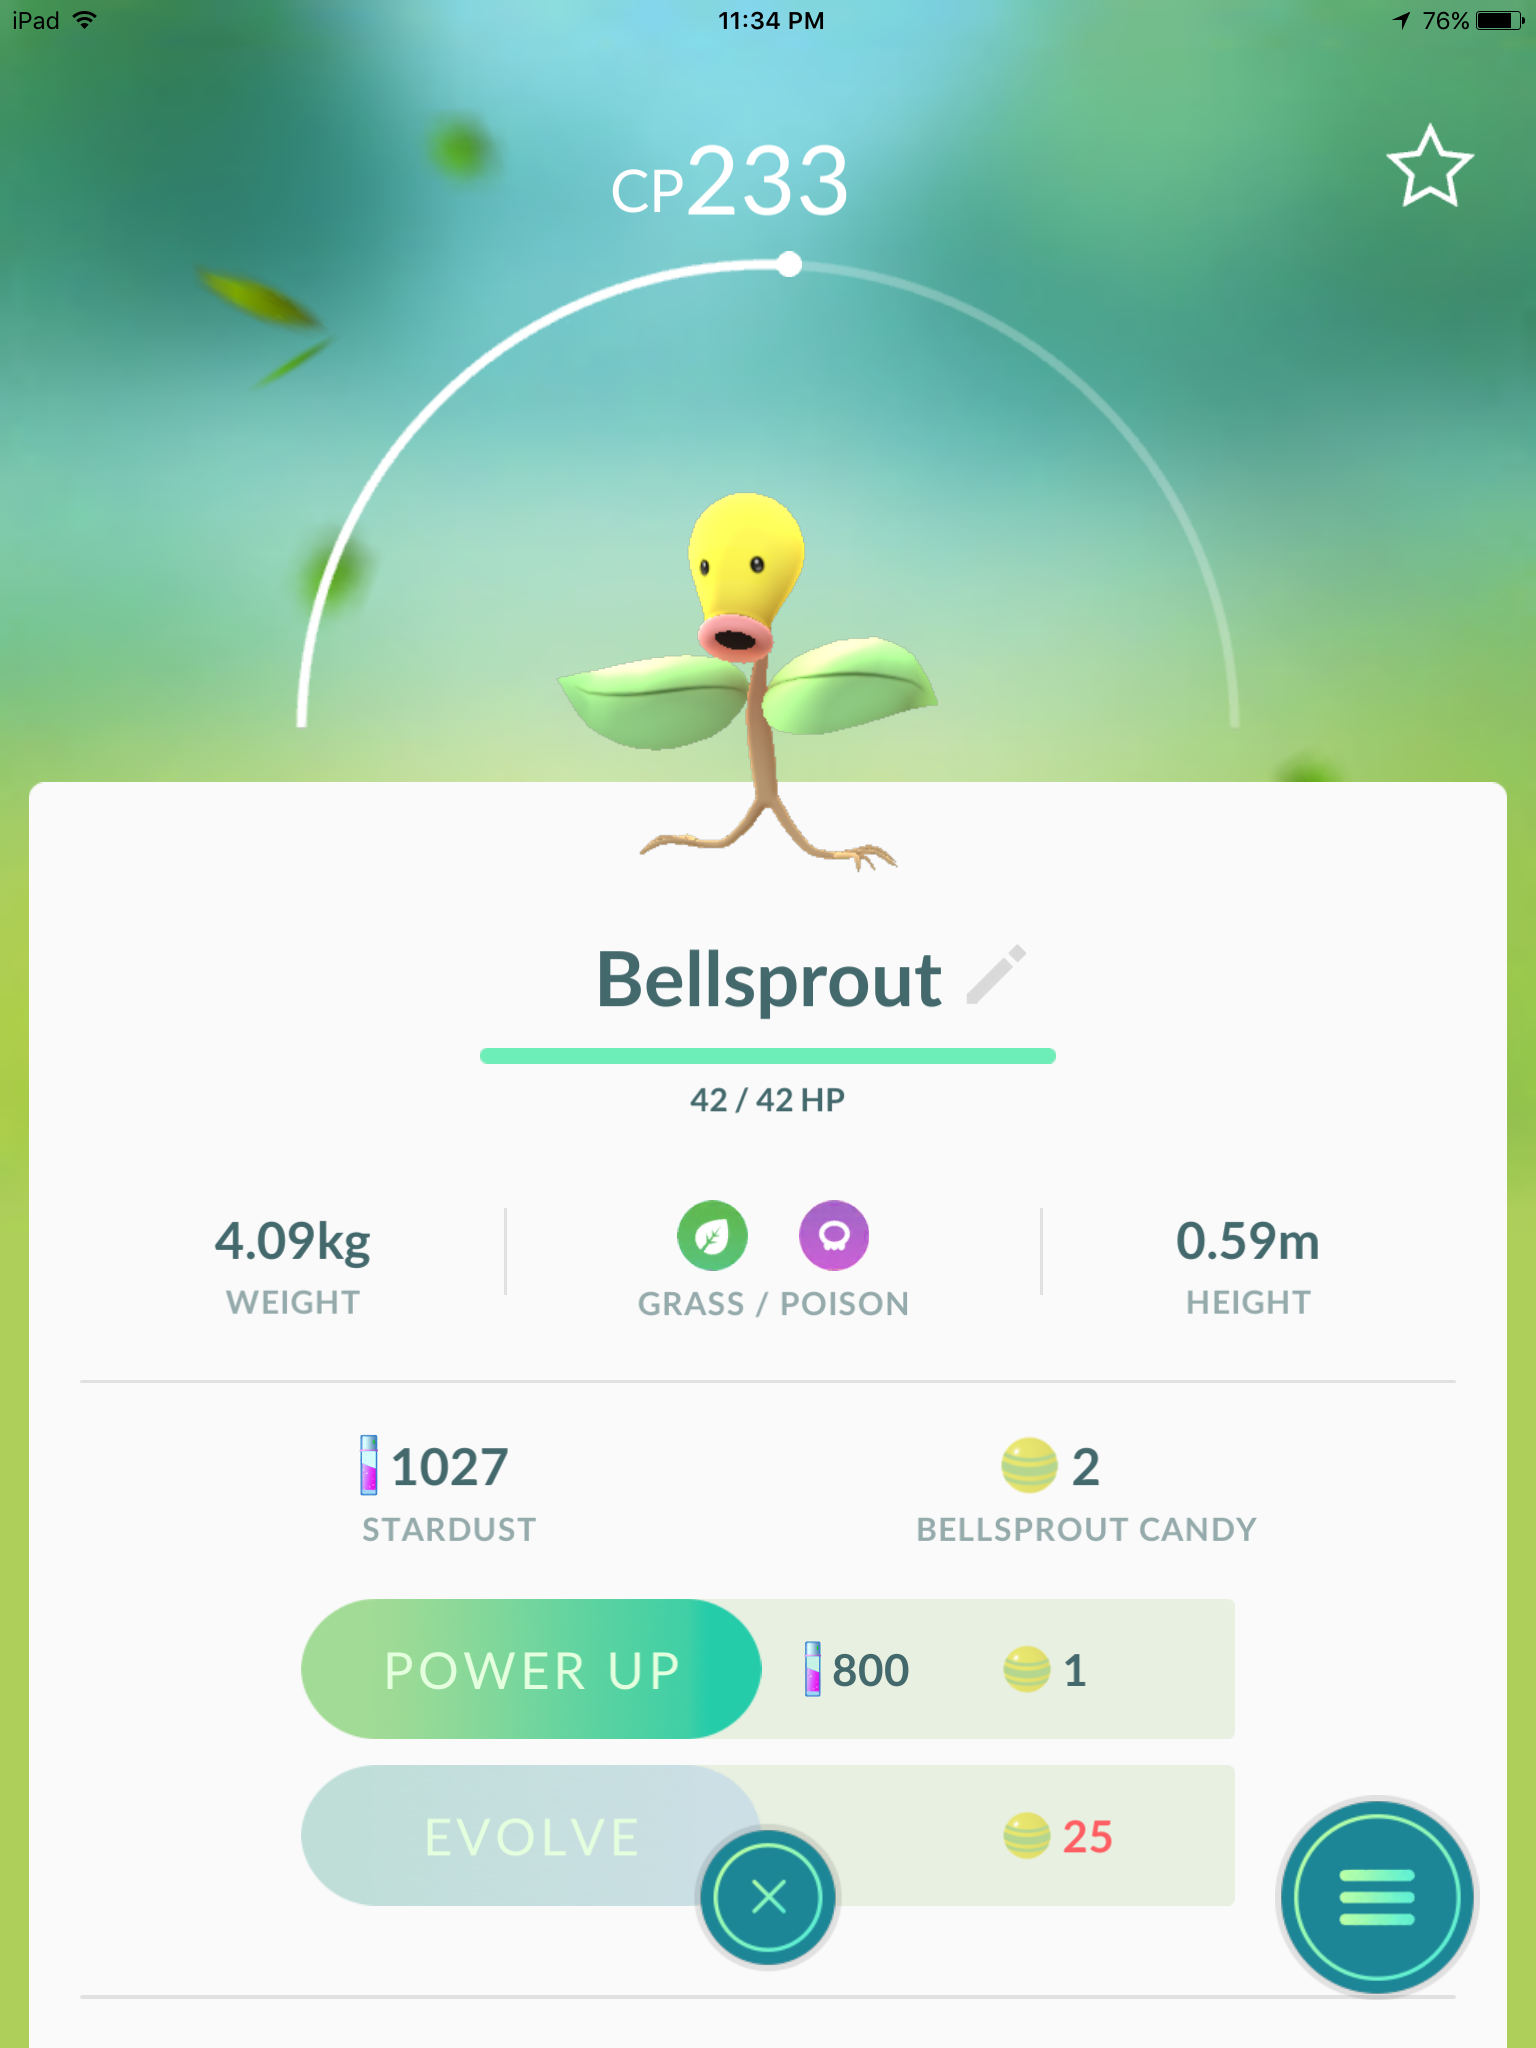 iPad 11:34 PM 76%
CP233
Bellsprout
42 / 42 HP
4.09kg 0.59m
WEIGHT GRASS / POISON HEIGHT
1027 2
STARDUST BELLSPROUT CANDY
POWER UP 800 1
EVOLVE 25